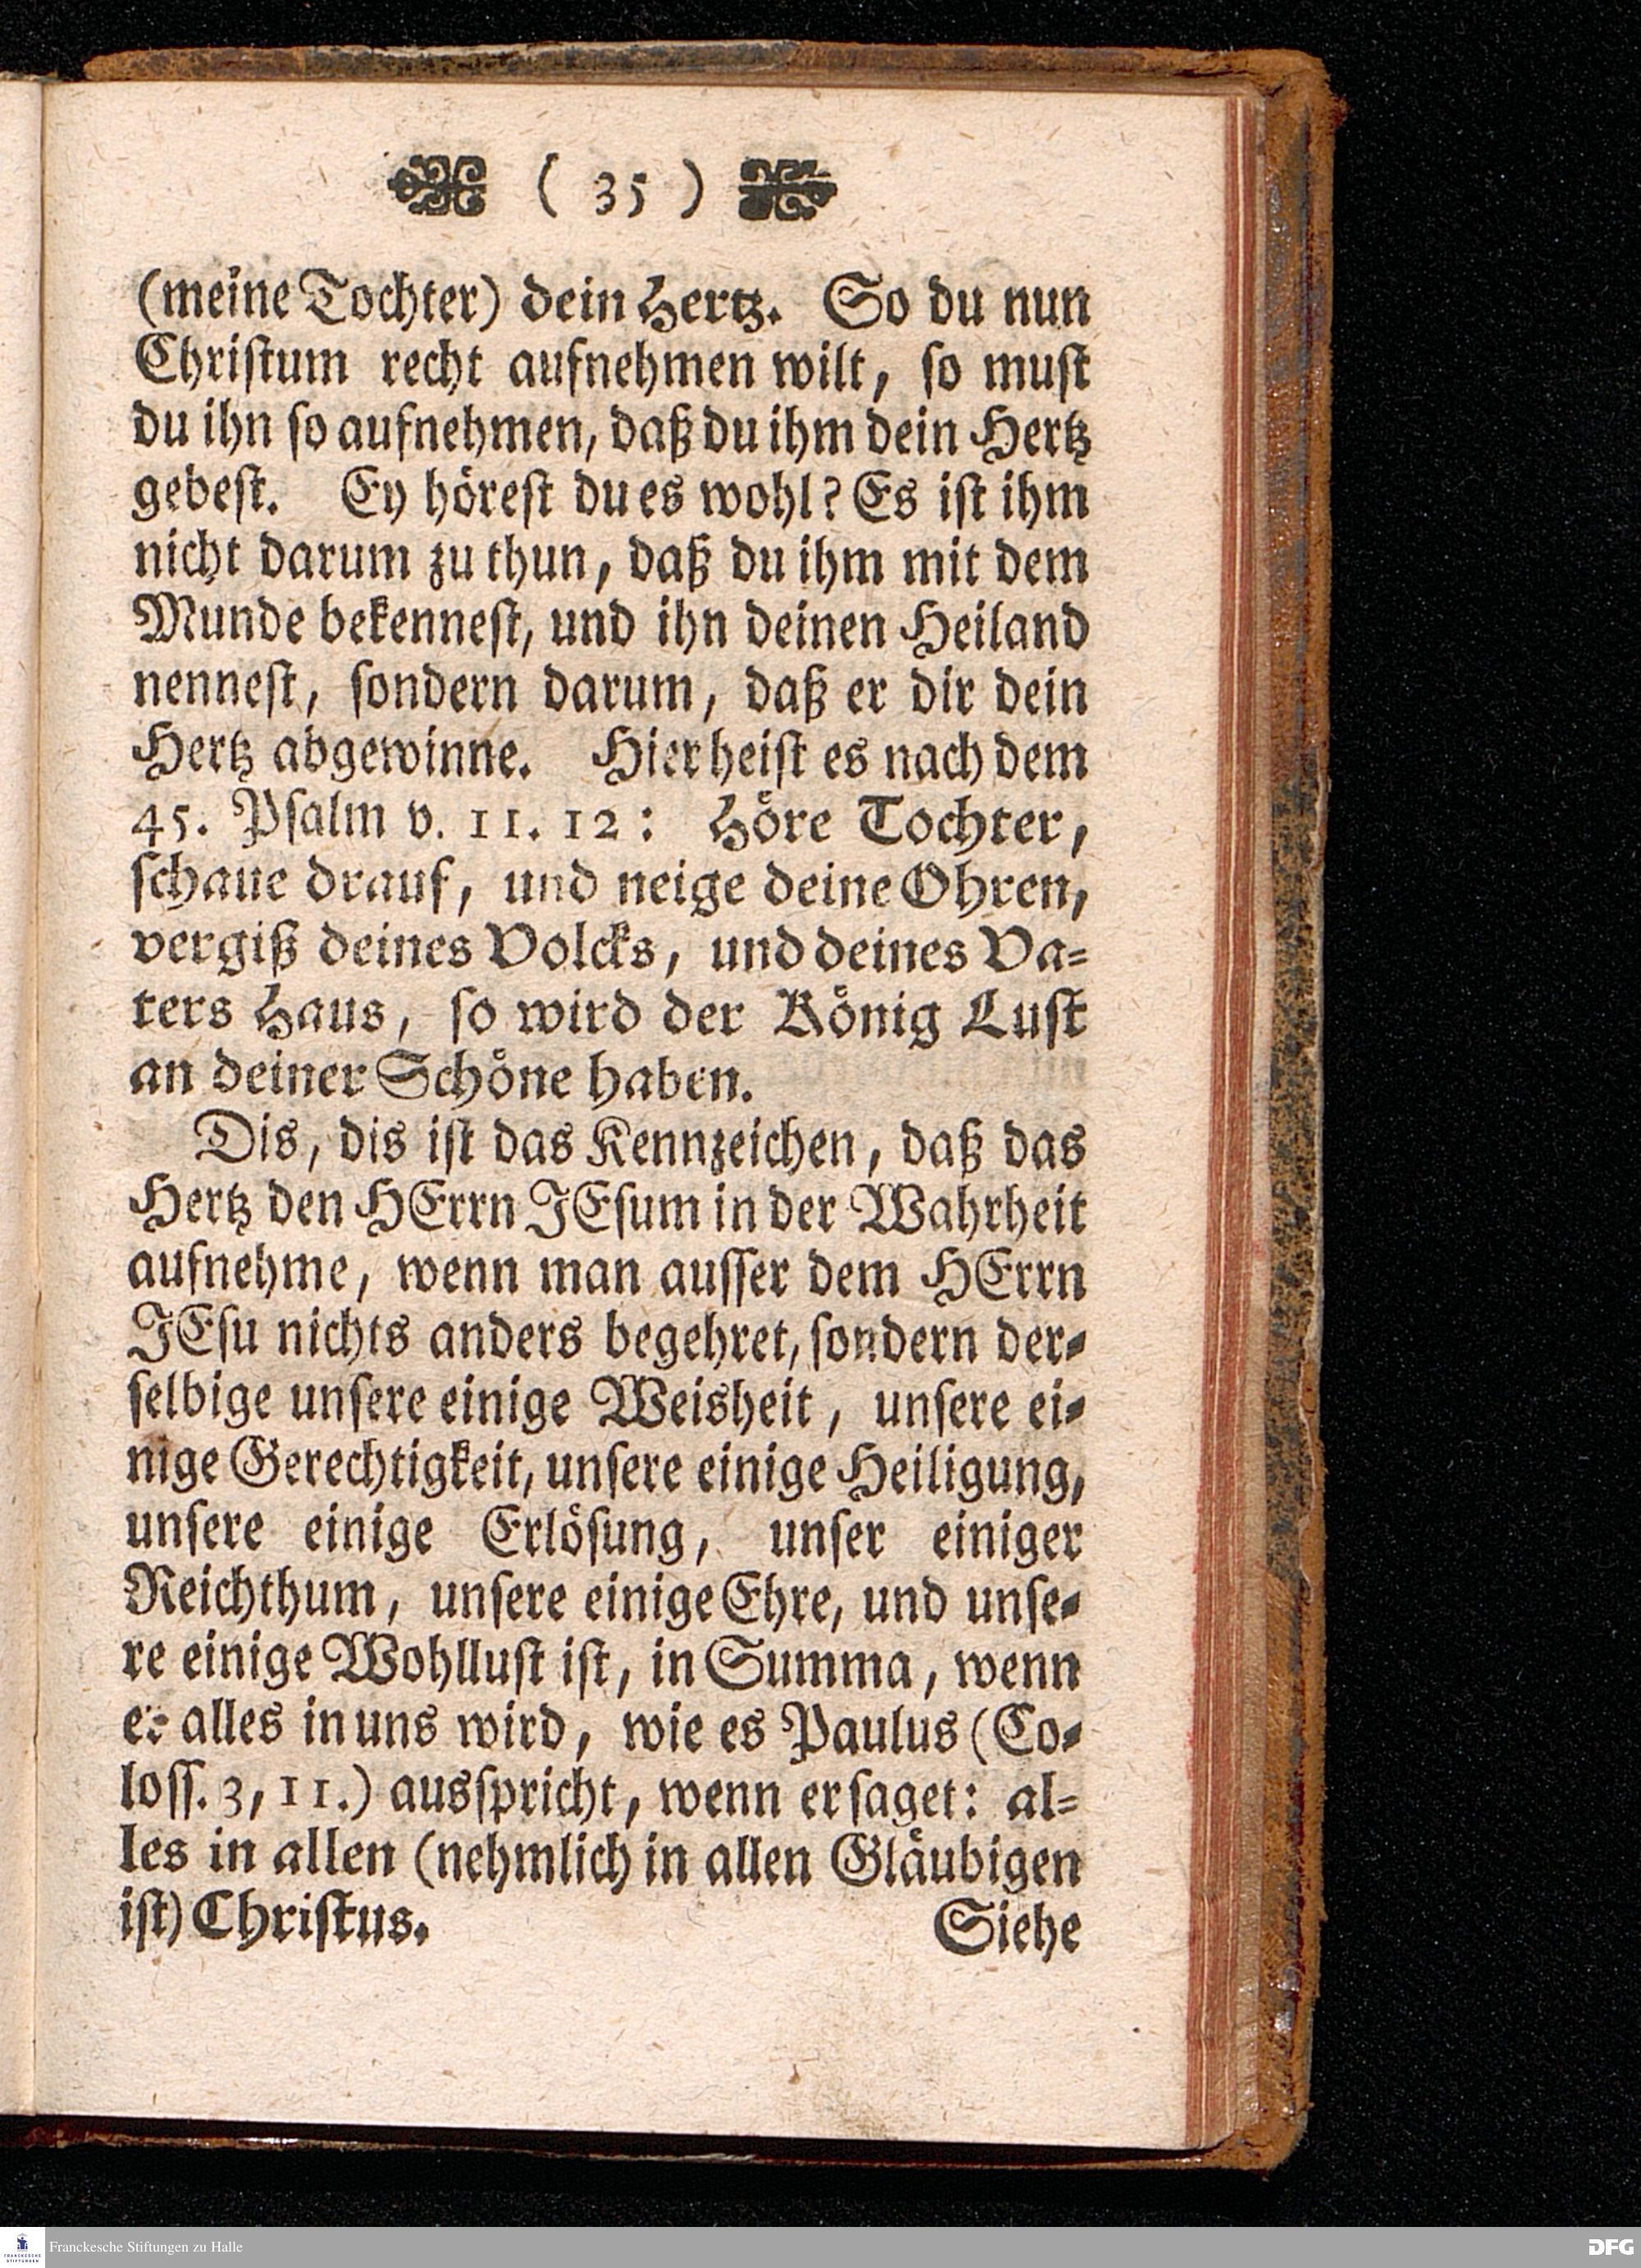 ( 35 )
(meine Tochter) dein Hertz. So du nun
Chriſtum recht aufnehmen wilt, ſo muſt
du ihn ſo aufnehmen, daß du ihm dein Hertz
gebeſt. Ey höreſt du es wohl? Es iſt ihm
nicht darum zu thun, daß du ihm mit dem
Munde bekenneſt, und ihn deinen Heiland
nenneſt, ſondern darum, daß er dir dein
Hertz abgewinne. Hier heiſt es nach dem
45. Pſalm v. 11. 12: Höre Tochter,
ſchaue drauf, und neige deine Ohren,
vergiß deines Volcks, und deines Va-
ters Haus, ſo wird der König Luſt
an deiner Schöne haben.
Dis, dis iſt das Kennzeichen, daß das
Hertz den HErrn JEſum in der Wahrheit
aufnehme, wenn man auſſer dem HErrn
JEſu nichts anders begehret, ſondern der-
ſelbige unſere einige Weisheit, unſere ei-
nige Gerechtigkeit, unſere einige Heiligung,
unſere einige Erlöſung, unſer einiger
Reichthum, unſere einige Ehre, und unſe-
re einige Wohlluſt iſt, in Summa, wenn
er alles in uns wird, wie es Paulus (Co-
loſſ. 3, 11.) ausſpricht, wenn er ſaget: al-
les in allen (nehmlich in allen Gläubigen
iſt) Chriſtus. Siehe
FRANCKESCHE STIFTUNGEN
Franckesche Stiftungen zu Halle
DFG